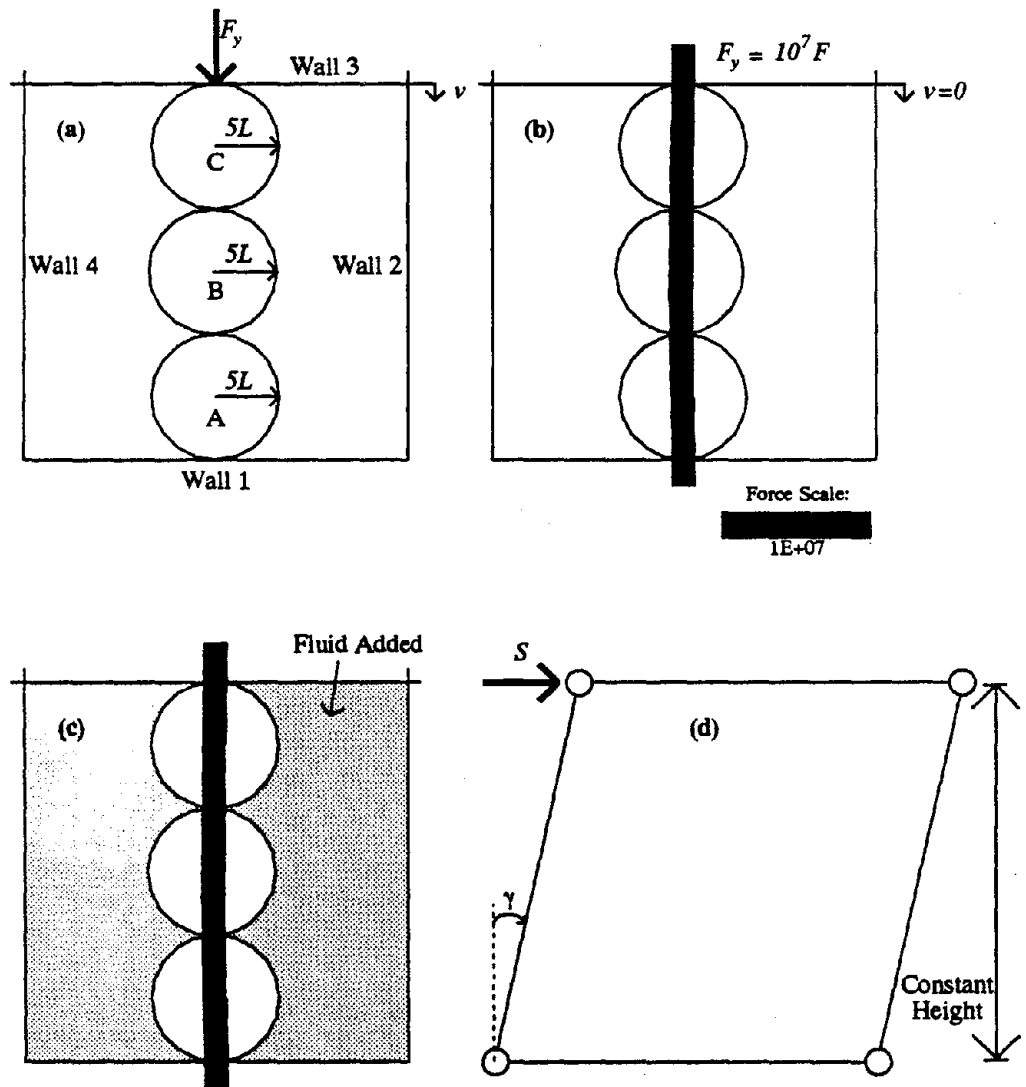 F_y
Wall 3
v
(a)
5L
C
Wall 4
5L
Wall 2
B
5L
A
Wall 1
F_y = 10^7 F
v=0
(b)
Force Scale:
1E+07
Fluid Added
(c)
S
(d)
γ
Constant
Height